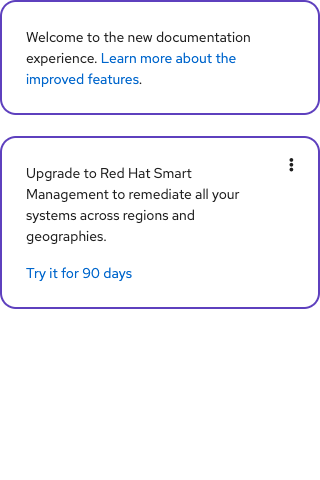 Welcome to the new documentation
experience. Learn more about the
improved features.
Upgrade to Red Hat Smart
Management to remediate all your
systems across regions and
geographies.
Try it for 90 days